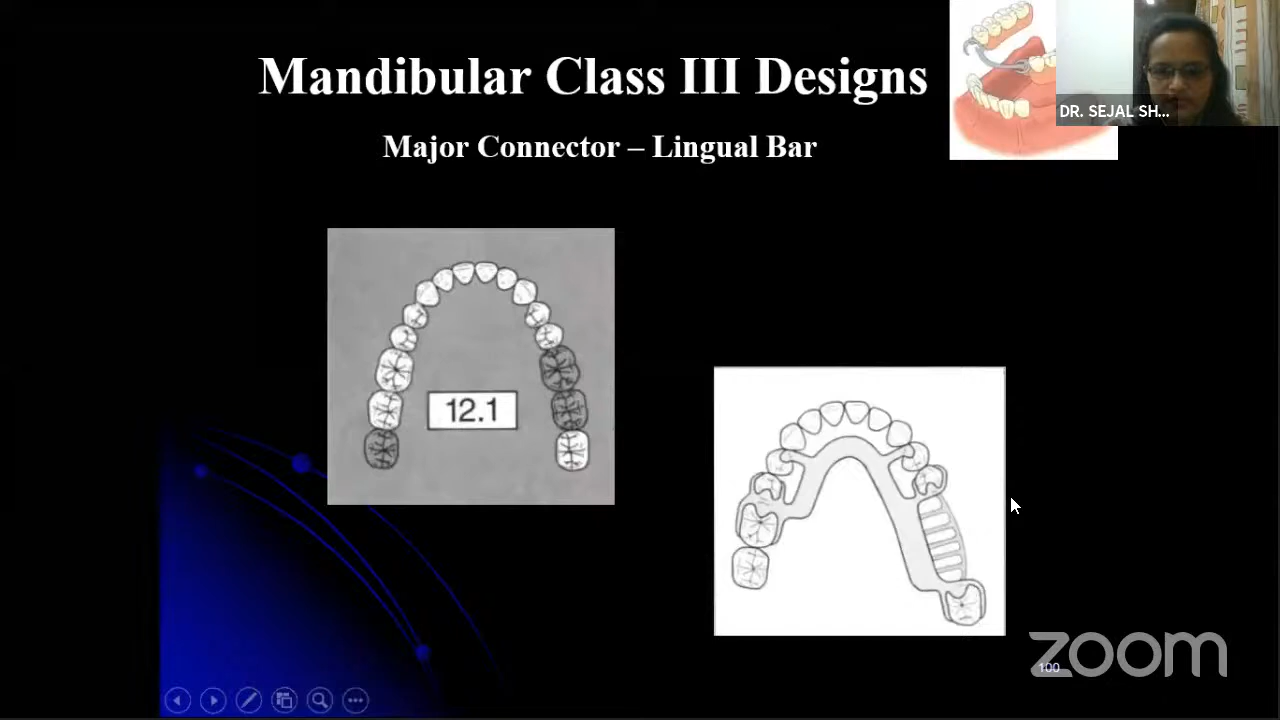 Mandibular Class III Designs
Major Connector – Lingual Bar
DR. SEJAL SH...
12.1
zoom
100